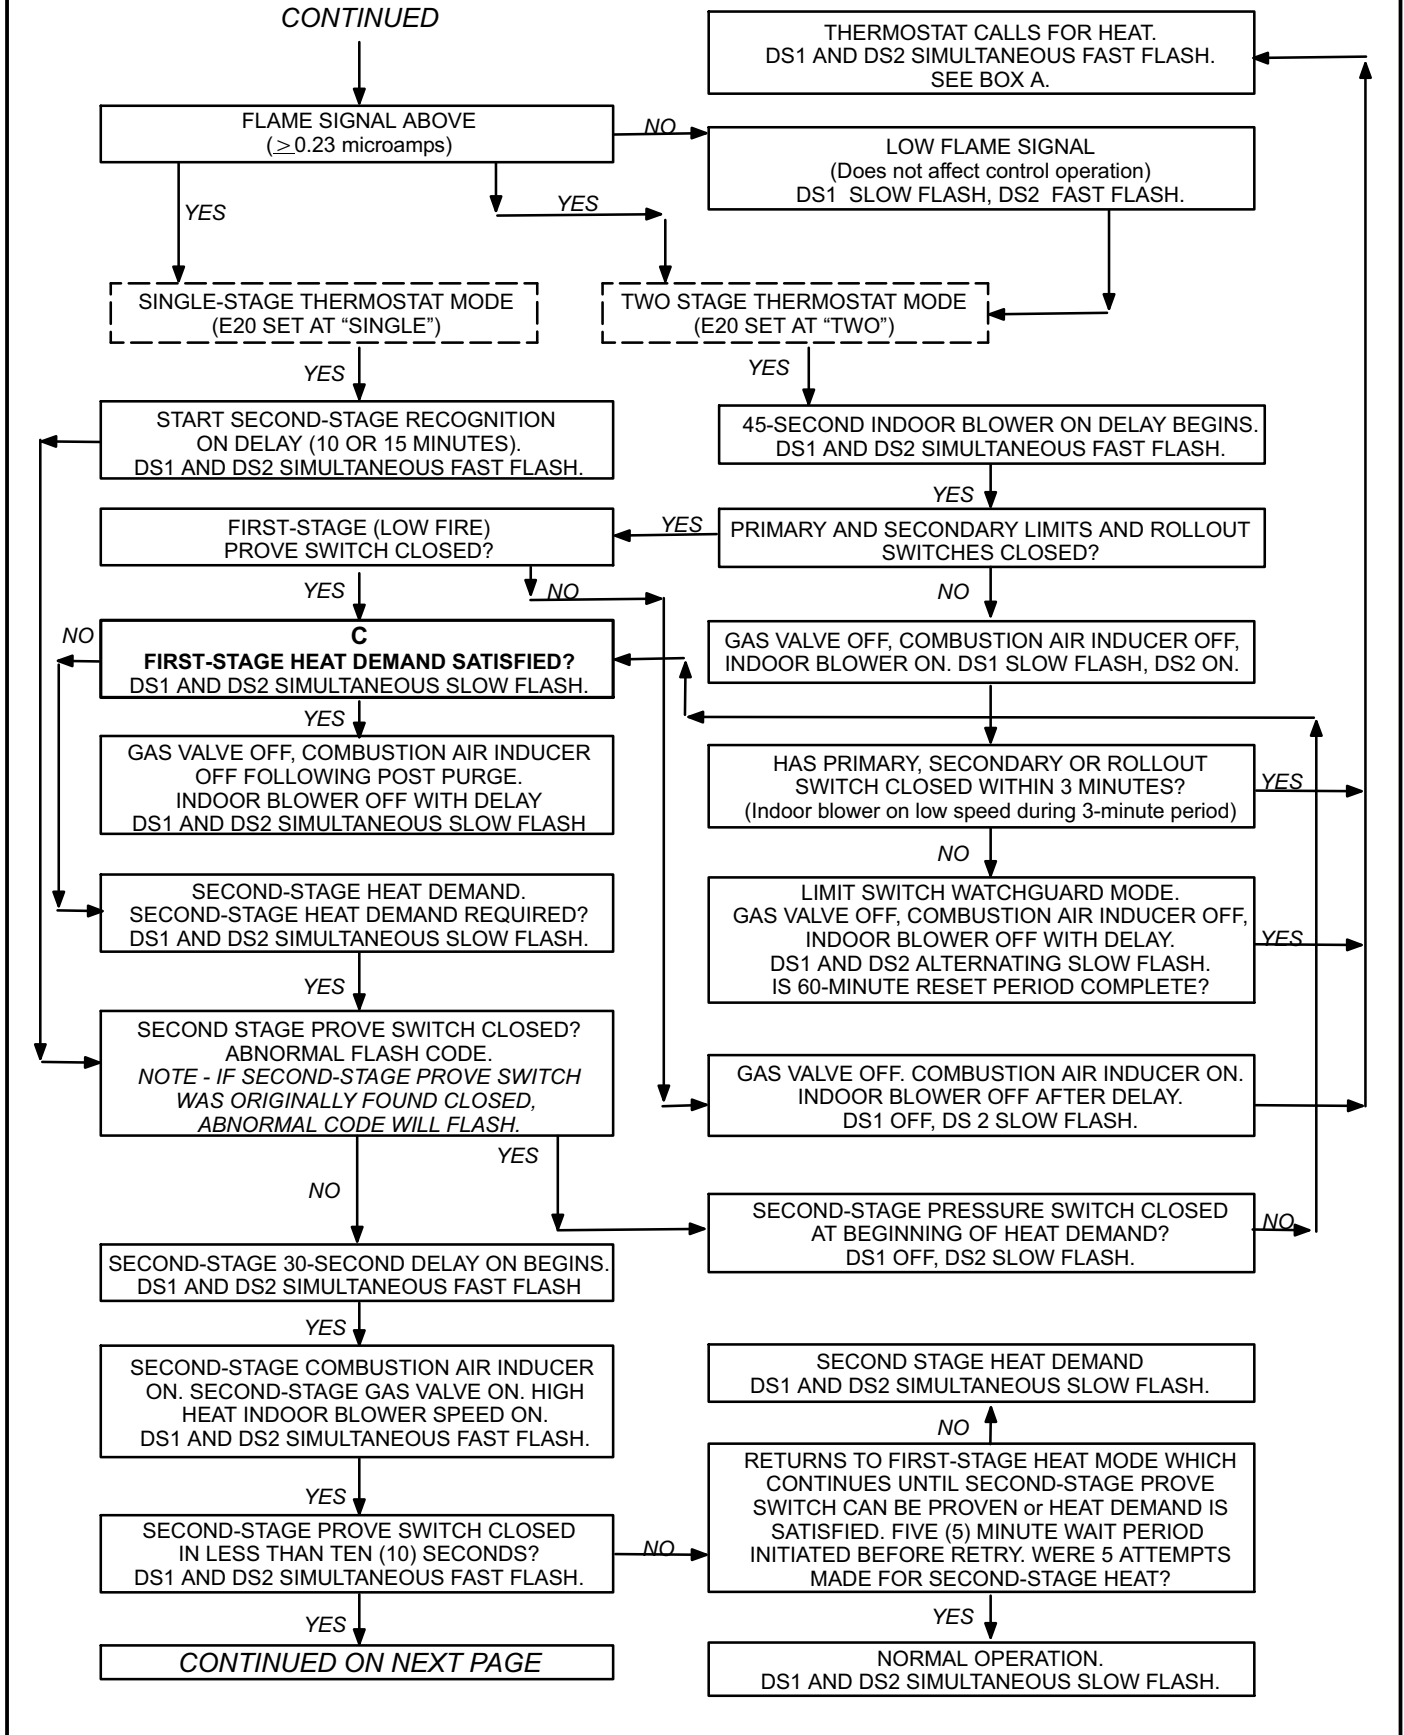 CONTINUED
THERMOSTAT CALLS FOR HEAT.
DS1 AND DS2 SIMULTANEOUS FAST FLASH.
SEE BOX A.
FLAME SIGNAL ABOVE
(≥0.23 microamps)
NO
LOW FLAME SIGNAL
(Does not affect control operation)
DS1 SLOW FLASH, DS2 FAST FLASH.
YES
YES
SINGLE-STAGE THERMOSTAT MODE
(E20 SET AT “SINGLE”)
TWO STAGE THERMOSTAT MODE
(E20 SET AT “TWO”)
YES
YES
START SECOND-STAGE RECOGNITION
ON DELAY (10 OR 15 MINUTES).
DS1 AND DS2 SIMULTANEOUS FAST FLASH.
45-SECOND INDOOR BLOWER ON DELAY BEGINS.
DS1 AND DS2 SIMULTANEOUS FAST FLASH.
YES
FIRST-STAGE (LOW FIRE)
PROVE SWITCH CLOSED?
YES
PRIMARY AND SECONDARY LIMITS AND ROLLOUT
SWITCHES CLOSED?
YES
NO
NO
NO
C
FIRST-STAGE HEAT DEMAND SATISFIED?
DS1 AND DS2 SIMULTANEOUS SLOW FLASH.
GAS VALVE OFF, COMBUSTION AIR INDUCER OFF,
INDOOR BLOWER ON. DS1 SLOW FLASH, DS2 ON.
YES
GAS VALVE OFF, COMBUSTION AIR INDUCER
OFF FOLLOWING POST PURGE.
INDOOR BLOWER OFF WITH DELAY
DS1 AND DS2 SIMULTANEOUS SLOW FLASH
HAS PRIMARY, SECONDARY OR ROLLOUT
SWITCH CLOSED WITHIN 3 MINUTES?
(Indoor blower on low speed during 3-minute period)
YES
NO
SECOND-STAGE HEAT DEMAND.
SECOND-STAGE HEAT DEMAND REQUIRED?
DS1 AND DS2 SIMULTANEOUS SLOW FLASH.
LIMIT SWITCH WATCHGUARD MODE.
GAS VALVE OFF, COMBUSTION AIR INDUCER OFF,
INDOOR BLOWER OFF WITH DELAY.
DS1 AND DS2 ALTERNATING SLOW FLASH.
IS 60-MINUTE RESET PERIOD COMPLETE?
YES
YES
SECOND STAGE PROVE SWITCH CLOSED?
ABNORMAL FLASH CODE.
NOTE - IF SECOND-STAGE PROVE SWITCH
WAS ORIGINALLY FOUND CLOSED,
ABNORMAL CODE WILL FLASH.
GAS VALVE OFF. COMBUSTION AIR INDUCER ON.
INDOOR BLOWER OFF AFTER DELAY.
DS1 OFF, DS 2 SLOW FLASH.
YES
NO
SECOND-STAGE PRESSURE SWITCH CLOSED
AT BEGINNING OF HEAT DEMAND?
DS1 OFF, DS2 SLOW FLASH.
NO
SECOND-STAGE 30-SECOND DELAY ON BEGINS.
DS1 AND DS2 SIMULTANEOUS FAST FLASH
YES
SECOND-STAGE COMBUSTION AIR INDUCER
ON. SECOND-STAGE GAS VALVE ON. HIGH
HEAT INDOOR BLOWER SPEED ON.
DS1 AND DS2 SIMULTANEOUS FAST FLASH.
SECOND STAGE HEAT DEMAND
DS1 AND DS2 SIMULTANEOUS SLOW FLASH.
NO
YES
RETURNS TO FIRST-STAGE HEAT MODE WHICH
CONTINUES UNTIL SECOND-STAGE PROVE
SWITCH CAN BE PROVEN or HEAT DEMAND IS
SATISFIED. FIVE (5) MINUTE WAIT PERIOD
INITIATED BEFORE RETRY. WERE 5 ATTEMPTS
MADE FOR SECOND-STAGE HEAT?
SECOND-STAGE PROVE SWITCH CLOSED
IN LESS THAN TEN (10) SECONDS?
DS1 AND DS2 SIMULTANEOUS FAST FLASH.
NO
YES
YES
CONTINUED ON NEXT PAGE
NORMAL OPERATION.
DS1 AND DS2 SIMULTANEOUS SLOW FLASH.